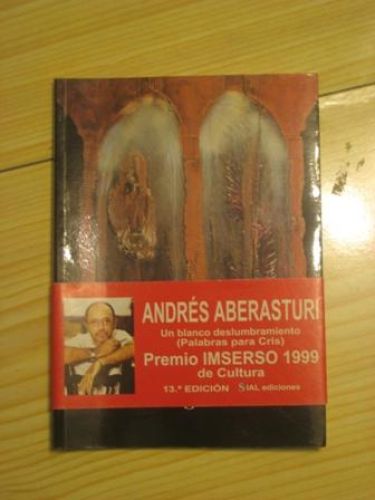 ANDRÉS ABERASTURI
Un blanco deslumbramiento
(Palabras para Cris)
Premio IMSERSO 1999
de Cultura
13.ª EDICIÓN SIAL ediciones